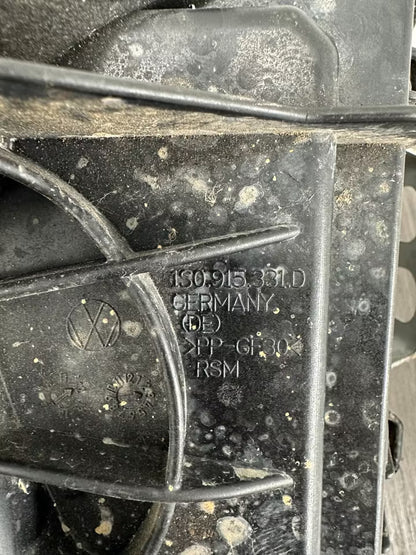 1S0.915.331.D
GERMANY
(DE)
>PP-GF30<
RSM